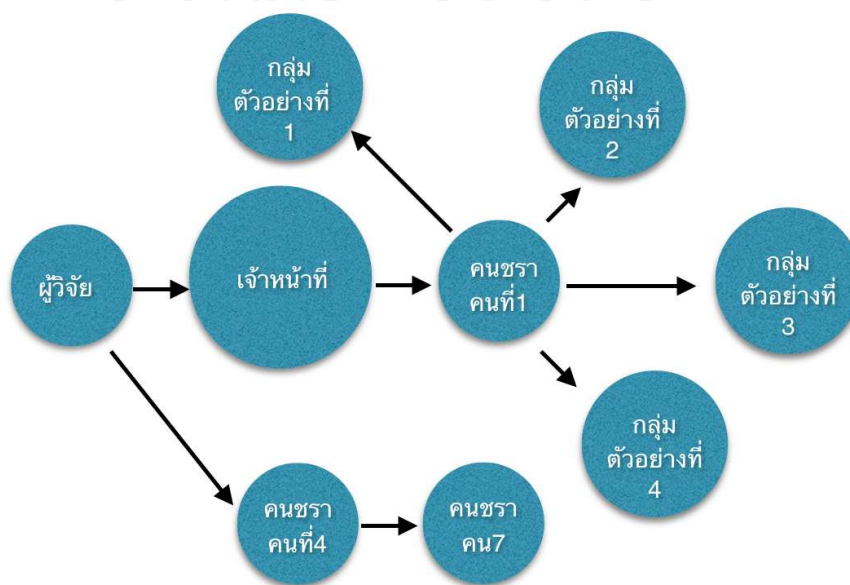 กลุ่ม
ตัวอย่างที่
1
กลุ่ม
ตัวอย่างที่
2
ผู้วิจัย
เจ้าหน้าที่
คนชรา
คนที่1
กลุ่ม
ตัวอย่างที่
3
กลุ่ม
ตัวอย่างที่
4
คนชรา
คนที่4
คนชรา
คน7